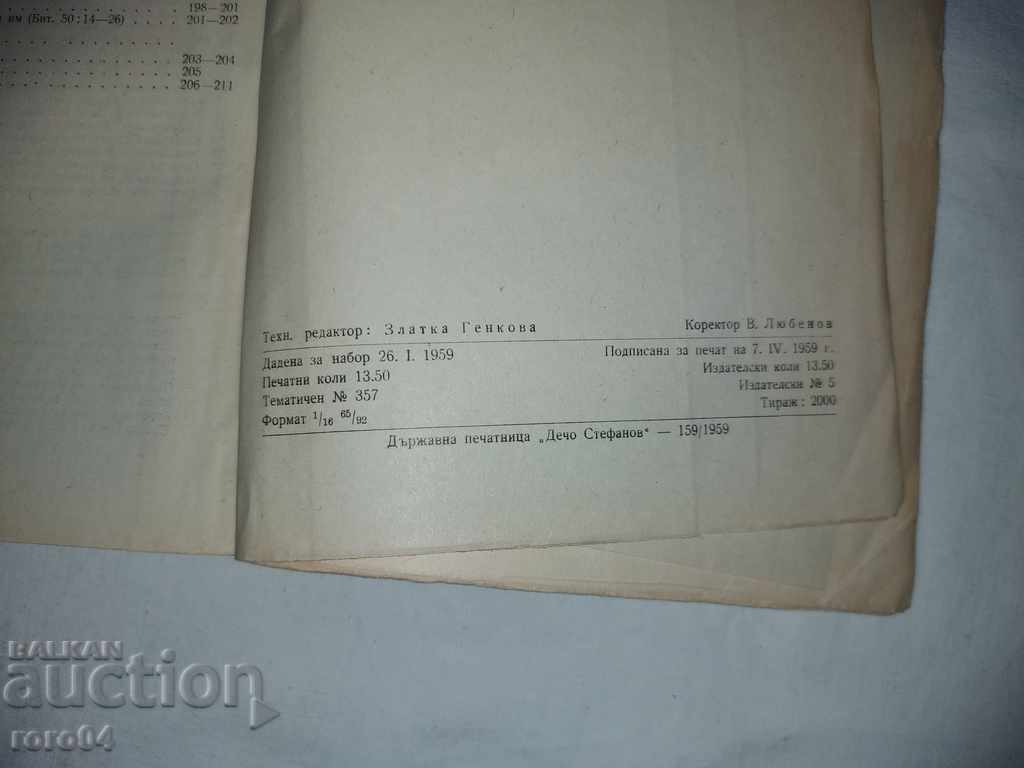 198—201
им (Бит. 50 : 14—26) . . . . 201—202
203—204
205
206—211
Техн. редактор: Златка Генкова Коректор В. Любенов
Дадена за набор 26. I. 1959 Подписана за печат на 7. IV. 1959 г.
Печатни коли 13.50 Издателски коли 13.50
Тематичен № 357 Издателски № 5
Формат 1/16 65/92 Тираж: 2000
Държавна печатница „Дечо Стефанов“ — 159/1959
BALKAN
auction
roro04